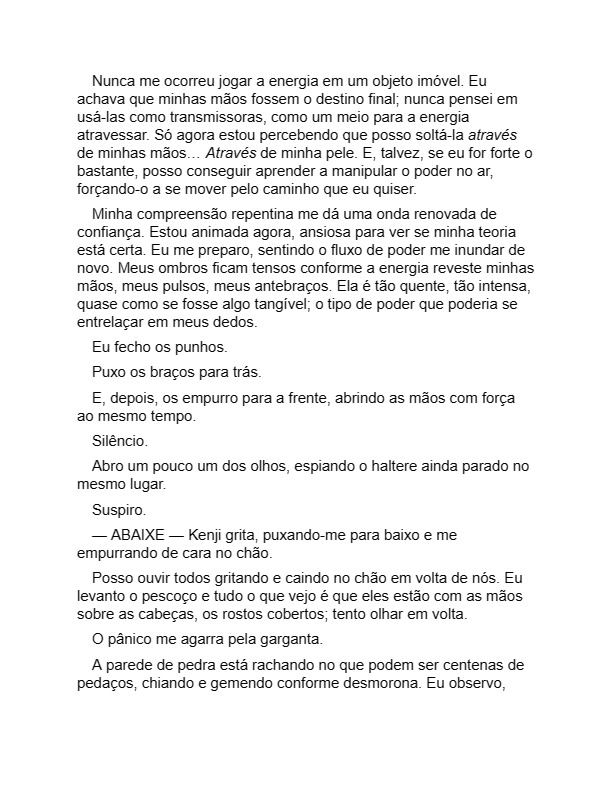 Nunca me ocorreu jogar a energia em um objeto imóvel. Eu
achava que minhas mãos fossem o destino final; nunca pensei em
usá-las como transmissoras, como um meio para a energia
atravessar. Só agora estou percebendo que posso soltá-la através
de minhas mãos… Através de minha pele. E, talvez, se eu for forte o
bastante, posso conseguir aprender a manipular o poder no ar,
forçando-o a se mover pelo caminho que eu quiser.
Minha compreensão repentina me dá uma onda renovada de
confiança. Estou animada agora, ansiosa para ver se minha teoria
está certa. Eu me preparo, sentindo o fluxo de poder me inundar de
novo. Meus ombros ficam tensos conforme a energia reveste minhas
mãos, meus pulsos, meus antebraços. Ela é tão quente, tão intensa,
quase como se fosse algo tangível; o tipo de poder que poderia se
entrelaçar em meus dedos.
Eu fecho os punhos.
Puxo os braços para trás.
E, depois, os empurro para a frente, abrindo as mãos com força
ao mesmo tempo.
Silêncio.
Abro um pouco um dos olhos, espiando o haltere ainda parado no
mesmo lugar.
Suspiro.
— ABAIXE — Kenji grita, puxando-me para baixo e me
empurrando de cara no chão.
Posso ouvir todos gritando e caindo no chão em volta de nós. Eu
levanto o pescoço e tudo o que vejo é que eles estão com as mãos
sobre as cabeças, os rostos cobertos; tento olhar em volta.
O pânico me agarra pela garganta.
A parede de pedra está rachando no que podem ser centenas de
pedaços, chiando e gemendo conforme desmorona. Eu observo,